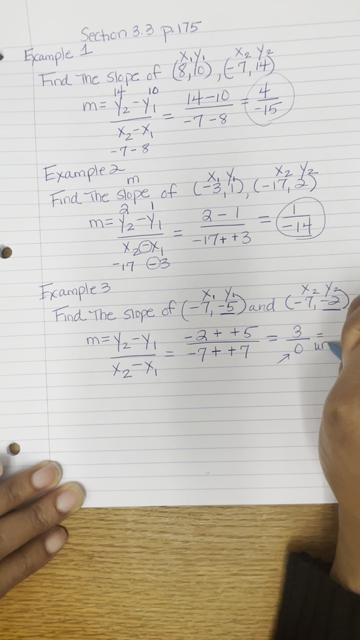 Section 3.3 p.175
Example 1
x₁ y₁ x₂ y₂
Find The slope of (8,10), (-7,14)
14 10
m = y₂ - y₁ / x₂ - x₁ = 14 - 10 / -7 - 8 = 4 / -15
-7 - 8
Example 2
m x₁ y₁ x₂ y₂
Find The slope of (-3,1), (-17,2)
2 1
m = y₂ - y₁ / x₂ - x₁ = 2 - 1 / -17 + + 3 = 1 / -14
-17 - -3
Example 3
x₁ y₁ x₂ y₂
Find The slope of (-7,-5) and (-7,-2)
m = y₂ - y₁ / x₂ - x₁ = -2 + + 5 / -7 + + 7 = 3 / 0 = un